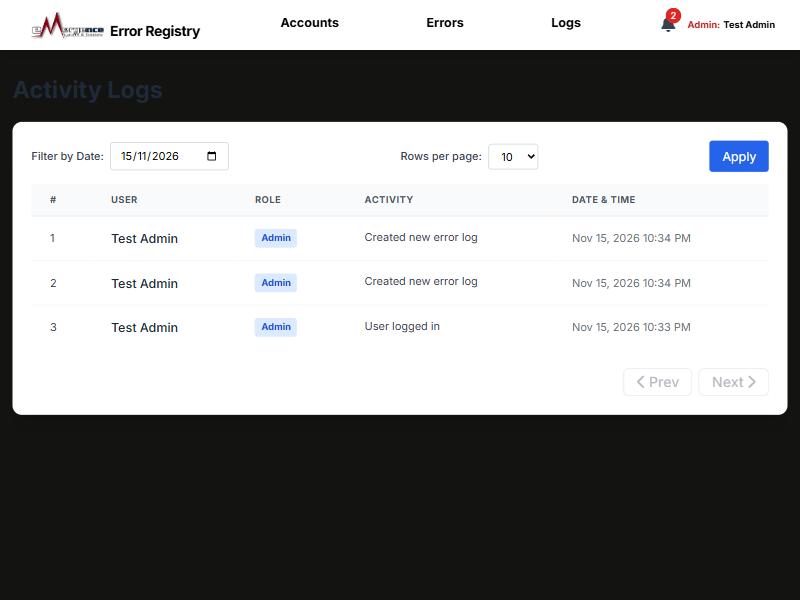 Error Registry
Accounts
Errors
Logs
2
Admin: Test Admin
Activity Logs
Filter by Date: 15/11/2026
Rows per page: 10
Apply
# USER ROLE ACTIVITY DATE & TIME
1 Test Admin Admin Created new error log Nov 15, 2026 10:34 PM
2 Test Admin Admin Created new error log Nov 15, 2026 10:34 PM
3 Test Admin Admin User logged in Nov 15, 2026 10:33 PM
Prev
Next